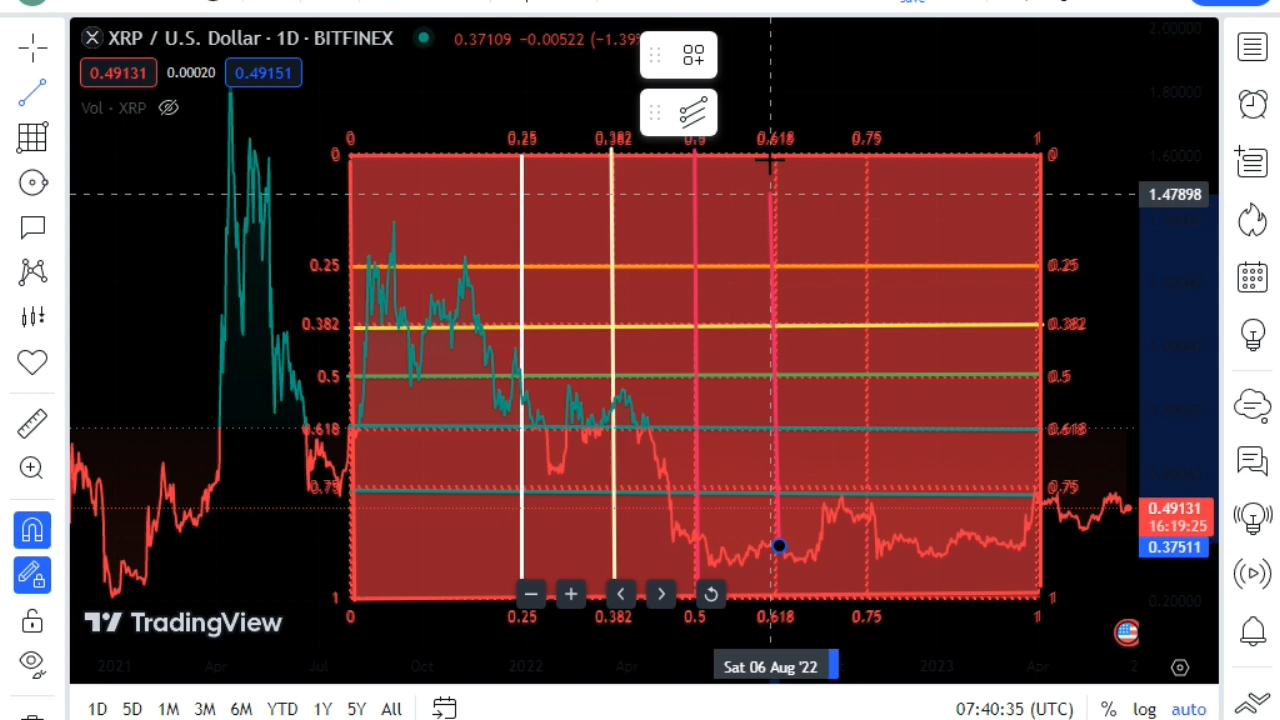 save
XRP / U.S. Dollar · 1D · BITFINEX 0.37109 −0.00522 (−1.39
2.00000
0.49131 0.00020 0.49151
1.80000
Vol · XRP
0 0.25 0.382 0.5 0.618 0.75 1
0 0
1.60000
1.47898
0.25 0.25
0.382 0.382
0.5
0.5
0.618 0.618
0.75 0.75
0.49131
16:19:25
0.37511
1 1
0.20000
0 0.25 0.382 0.5 0.618 0.75 1
TradingView
2021 Apr Jul Oct 2022 Apr Sat 06 Aug '22 2023 Apr 2
1D 5D 1M 3M 6M YTD 1Y 5Y All 07:40:35 (UTC) % log auto